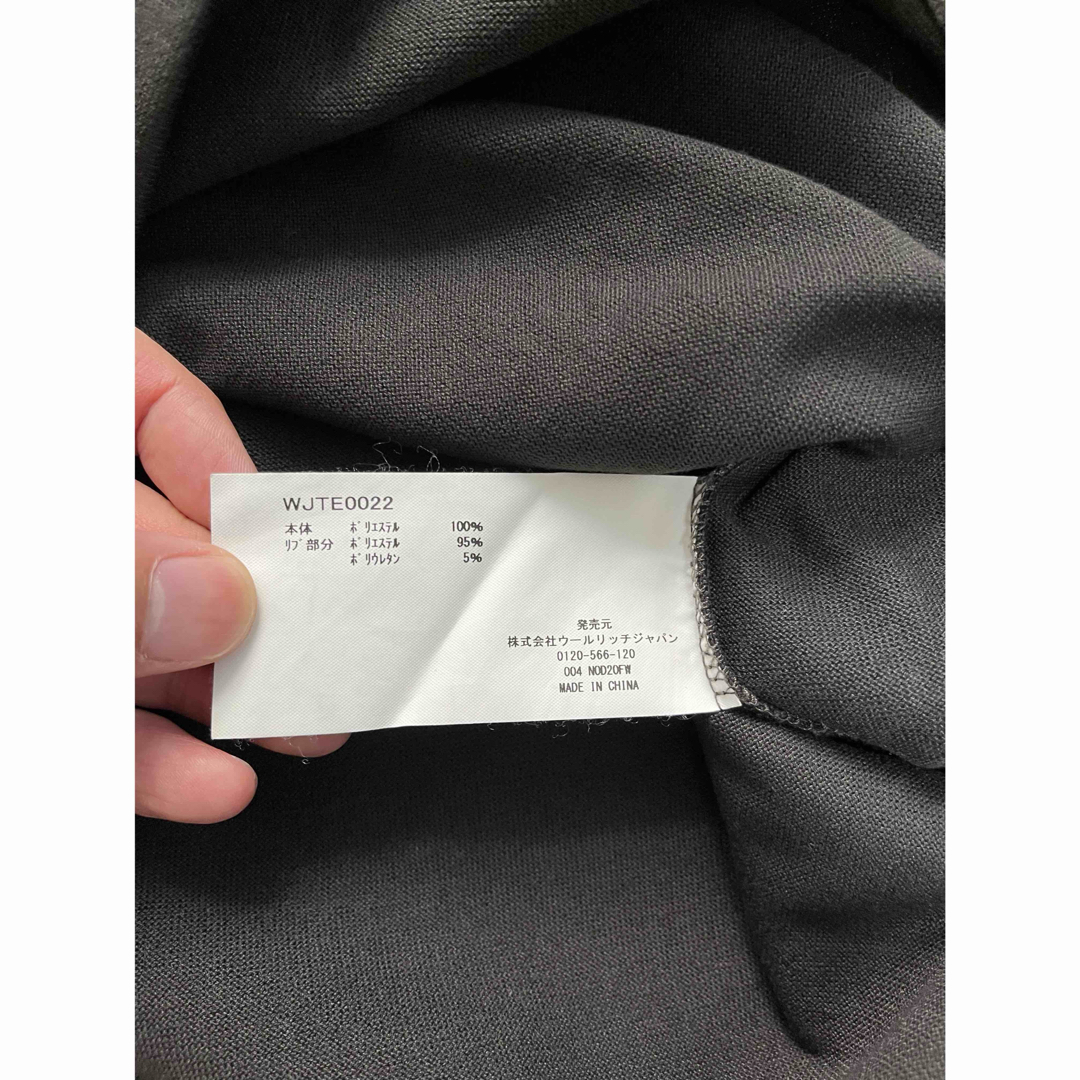 WJTE0022
本体 ﾎﾟﾘｴｽﾃﾙ 100%
ﾘﾌﾞ部分 ﾎﾟﾘｴｽﾃﾙ 95%
ﾎﾟﾘｳﾚﾀﾝ 5%
発売元
株式会社ウールリッチジャパン
0120-566-120
004 NOD20FW
MADE IN CHINA